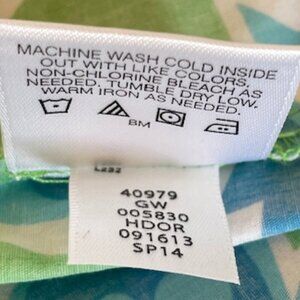 MACHINE WASH COLD INSIDE
OUT WITH LIKE COLORS,
NON-CHLORINE BLEACH AS
NEEDED. TUMBLE DRY LOW.
WARM IRON AS NEEDED.
BM
L252
40979
GW
005830
HDOR
091613
SP14